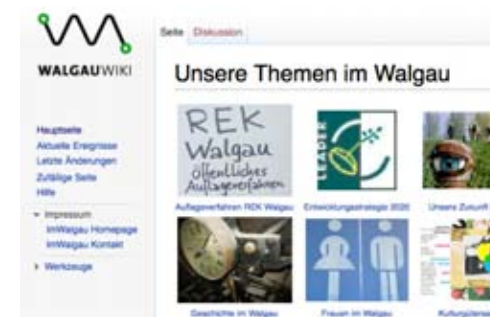 WALGAUWIKI
Seite Diskussion
Unsere Themen im Walgau
Hauptseite
Aktuelle Ereignisse
Letzte Änderungen
Zufällige Seite
Hilfe
Impressum
ImWalgau Homepage
ImWalgau Kontakt
Werkzeuge
REK
Walgau
öffentliches
Auflageverfahren
LEADER
Auflageverfahren REK Walgau
Entwicklungsstrategie 2020
Unsere Zukunft
Geschichte im Walgau
Frauen im Walgau